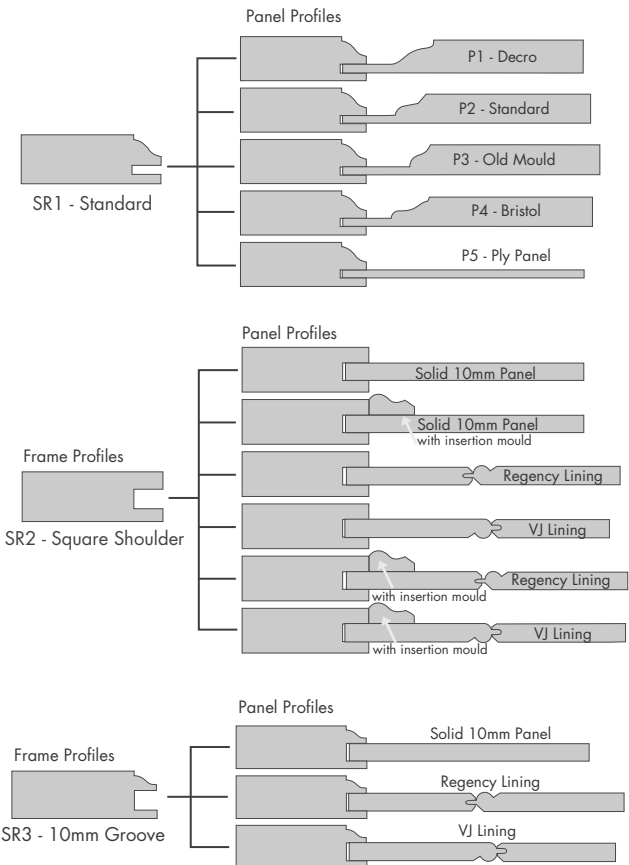 Panel Profiles
P1 - Decro
P2 - Standard
P3 - Old Mould
SR1 - Standard
P4 - Bristol
P5 - Ply Panel
Panel Profiles
Solid 10mm Panel
Solid 10mm Panel
with insertion mould
Frame Profiles
Regency Lining
SR2 - Square Shoulder
VJ Lining
Regency Lining
with insertion mould
VJ Lining
with insertion mould
Panel Profiles
Solid 10mm Panel
Frame Profiles
Regency Lining
SR3 - 10mm Groove
VJ Lining